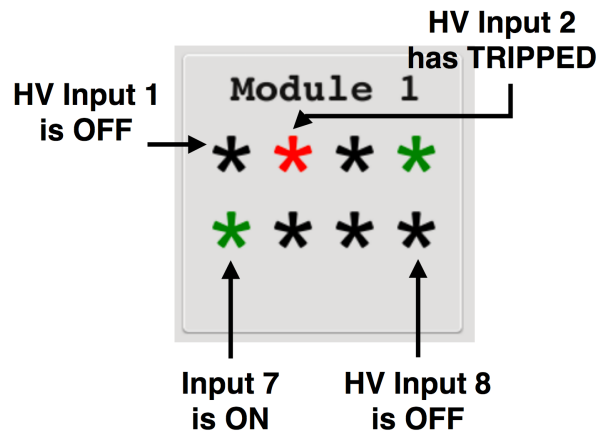 HV Input 2
has TRIPPED
HV Input 1
is OFF
Module 1
* * * *
* * * *
Input 7
is ON
HV Input 8
is OFF